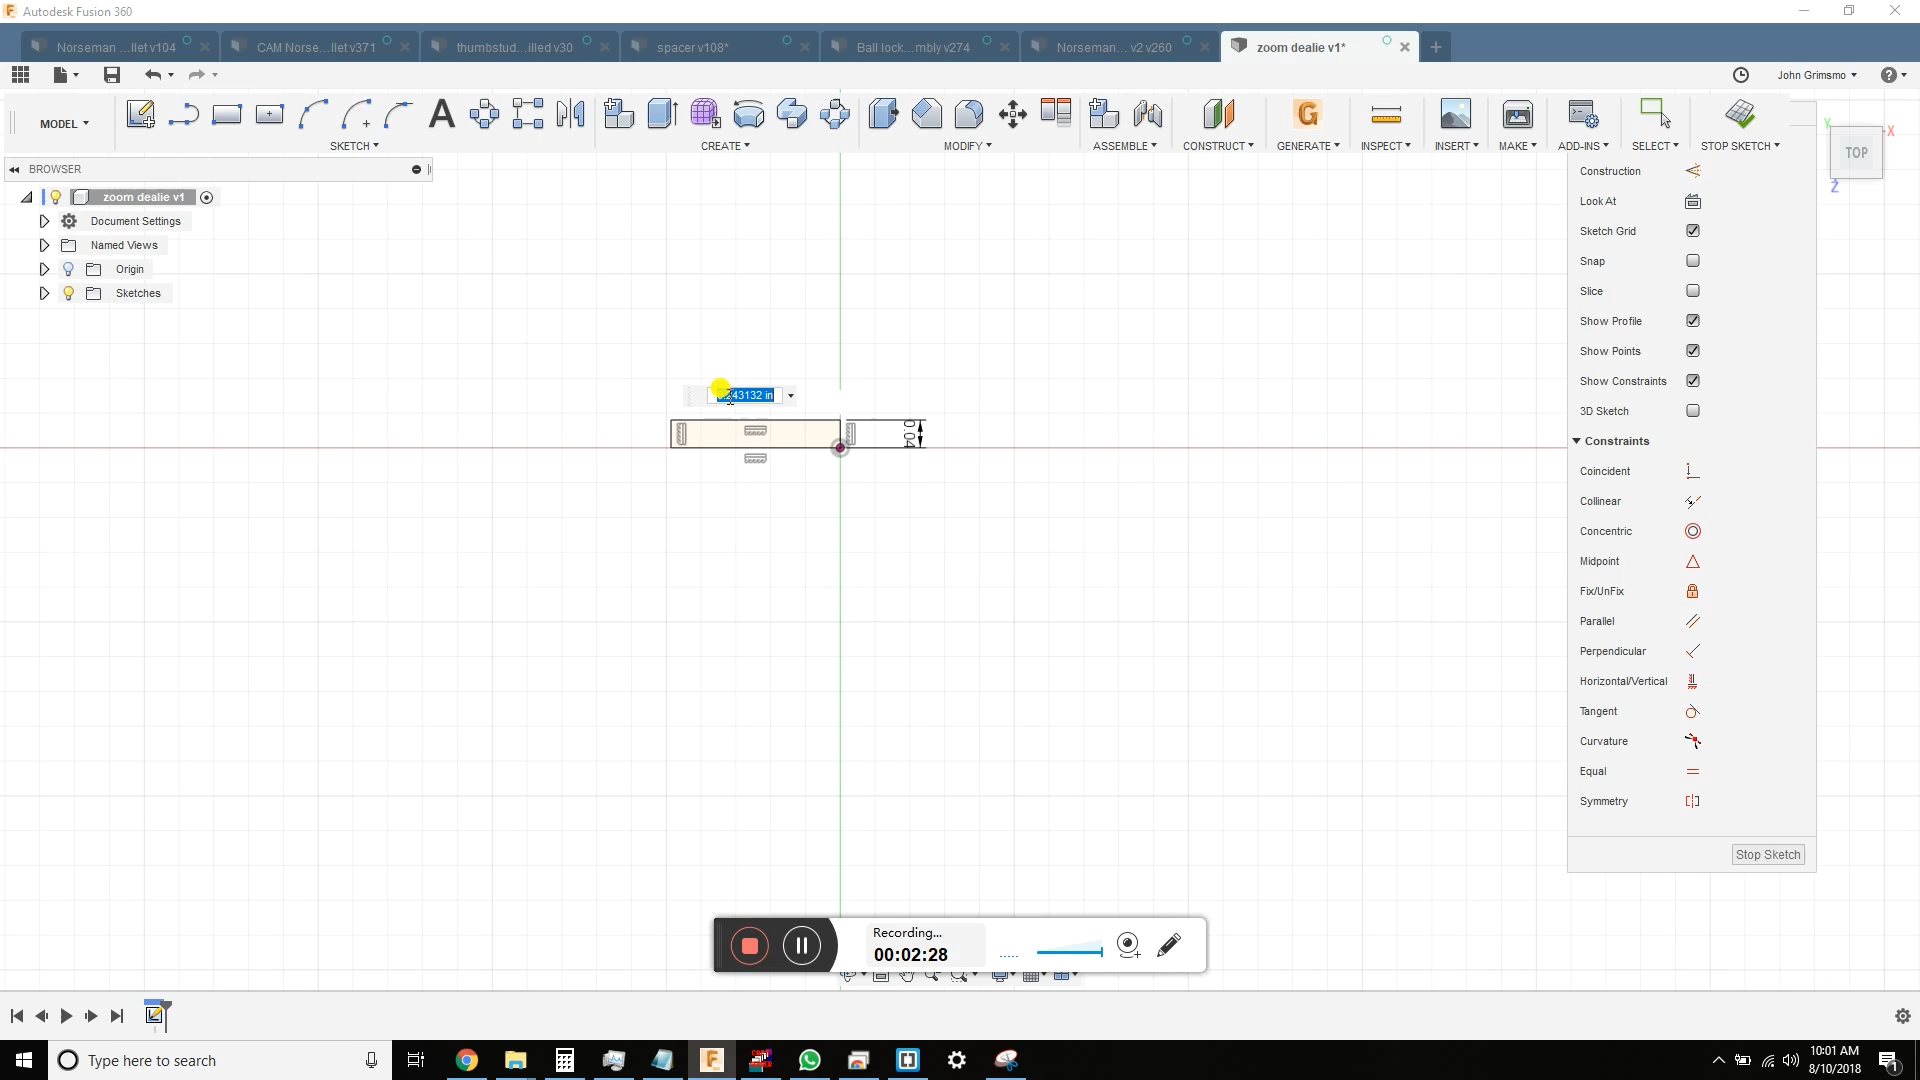 Autodesk Fusion 360
Norseman ...llet v104
CAM Norse...llet v371
thumbstud...illed v30
spacer v108*
Ball lock...mbly v274
Norseman... v2 v260
zoom dealie v1*
John Grimsmo
MODEL
SKETCH
CREATE
MODIFY
ASSEMBLE
CONSTRUCT
GENERATE
INSPECT
INSERT
MAKE
ADD-INS
SELECT
STOP SKETCH
TOP
X
Y
Z
BROWSER
zoom dealie v1
Document Settings
Named Views
Origin
Sketches
43132 in
0.04
Construction
Look At
Sketch Grid
Snap
Slice
Show Profile
Show Points
Show Constraints
3D Sketch
Constraints
Coincident
Collinear
Concentric
Midpoint
Fix/UnFix
Parallel
Perpendicular
Horizontal/Vertical
Tangent
Curvature
Equal
Symmetry
Stop Sketch
Recording...
00:02:28
Type here to search
10:01 AM
8/10/2018
1